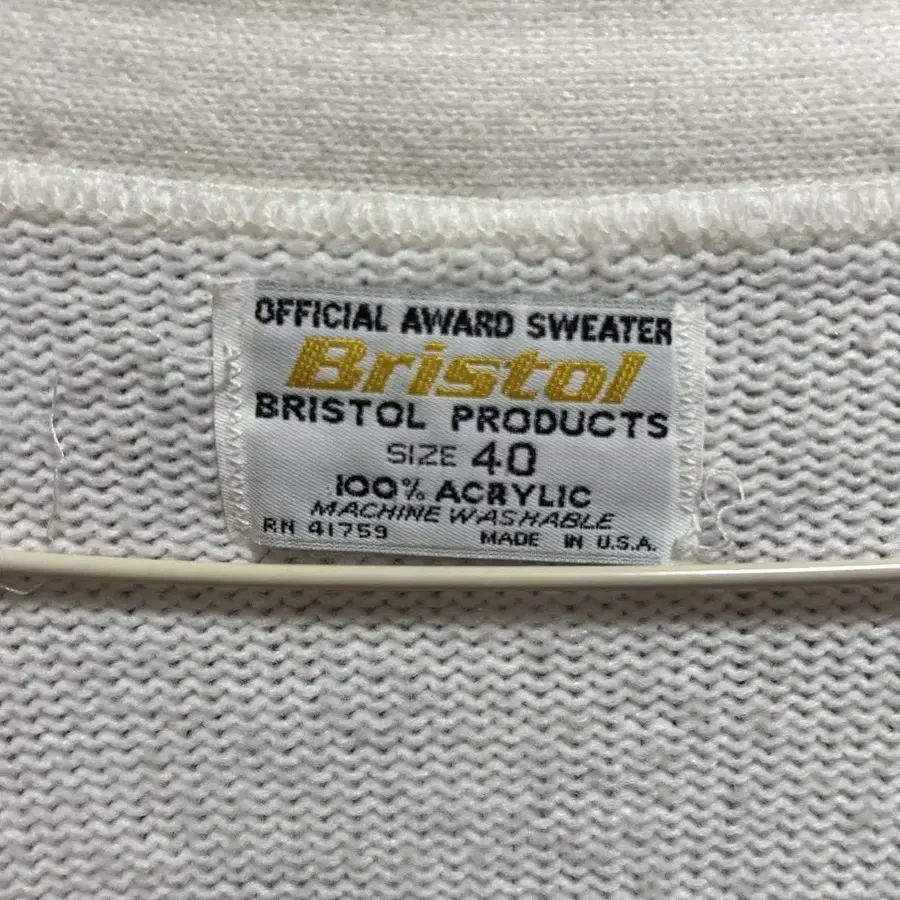 OFFICIAL AWARD SWEATER
Bristol
BRISTOL PRODUCTS
SIZE 40
100% ACRYLIC
MACHINE WASHABLE
RN 41759 MADE IN U.S.A.